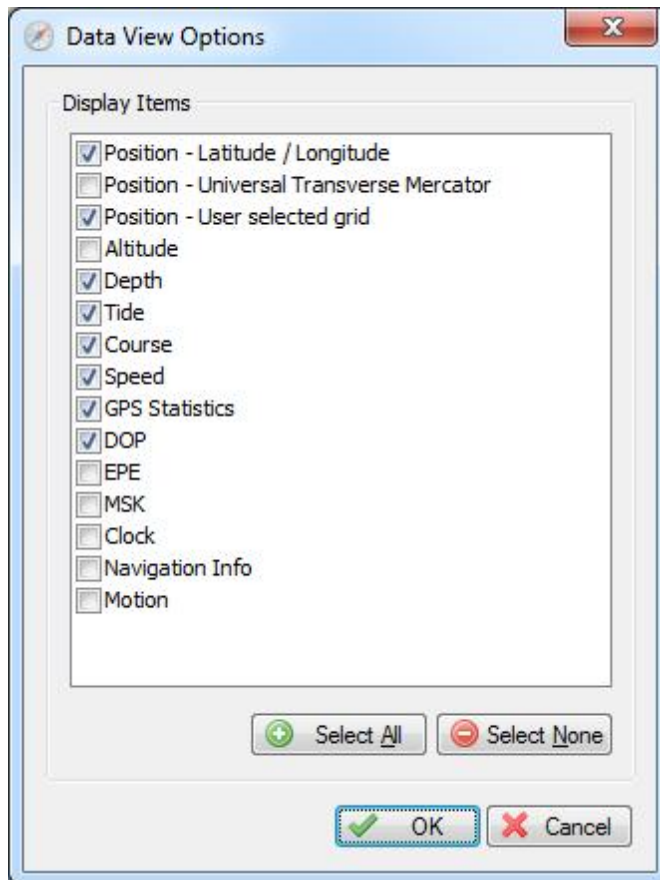 Data View Options
Display Items
Position - Latitude / Longitude
Position - Universal Transverse Mercator
Position - User selected grid
Altitude
Depth
Tide
Course
Speed
GPS Statistics
DOP
EPE
MSK
Clock
Navigation Info
Motion
Select All Select None
OK Cancel